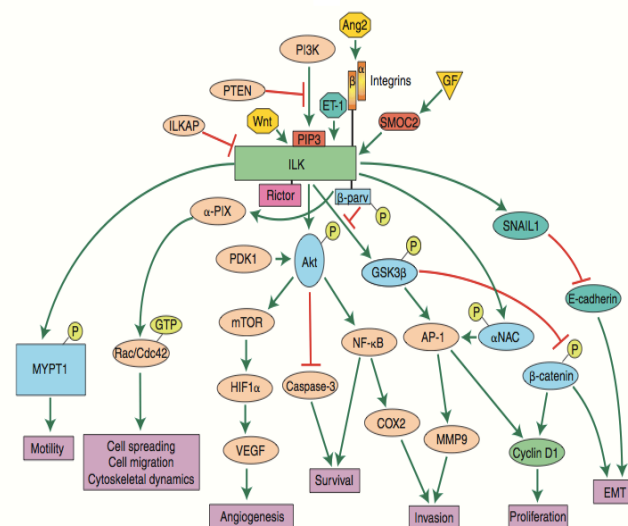 Ang2
PI3K
α
β
Integrins
GF
PTEN
ET-1
SMOC2
Wnt
ILKAP
PIP3
ILK
Rictor
β-parv
P
α-PIX
SNAIL1
P
PDK1
Akt
P
GSK3β
E-cadherin
GTP
mTOR
P
P
MYPT1
Rac/Cdc42
NF-κB
AP-1
αNAC
P
HIF1α
Caspase-3
β-catenin
COX2
MMP9
VEGF
Cyclin D1
Motility
Cell spreading
Cell migration
Cytoskeletal dynamics
Survival
EMT
Angiogenesis
Invasion
Proliferation